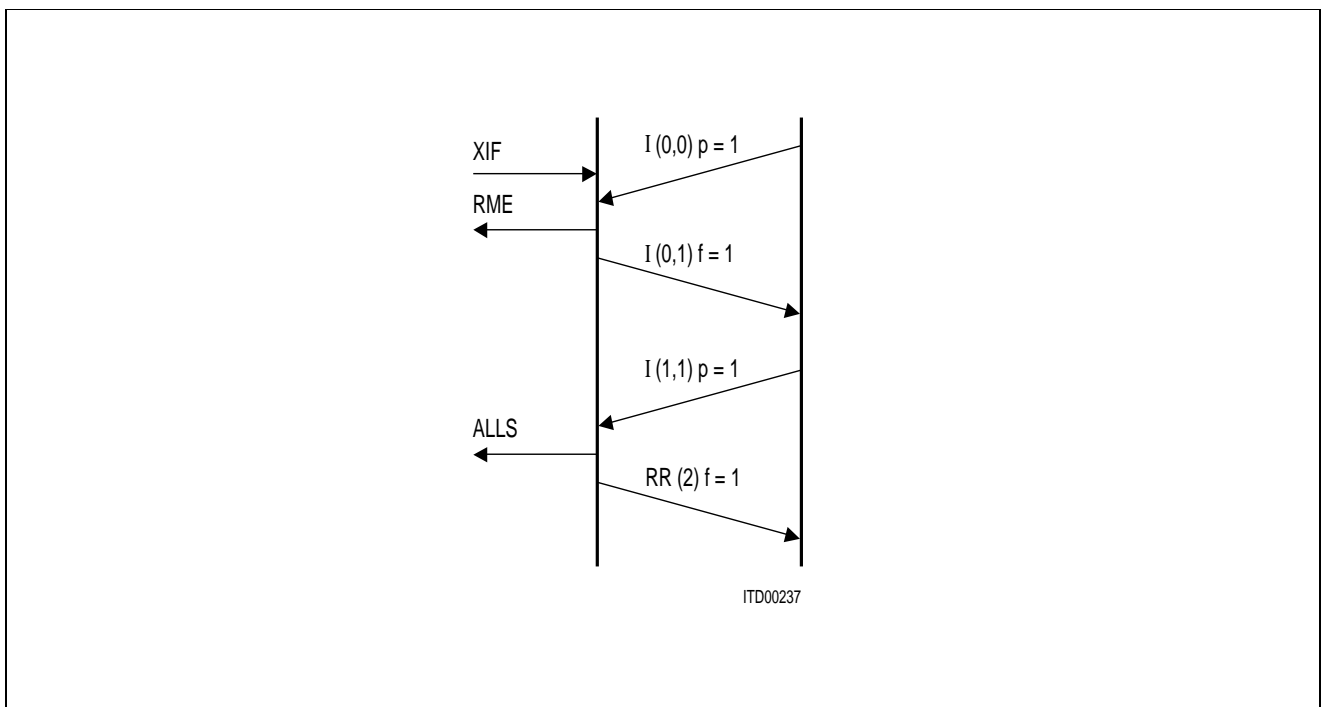 I (0,0) p = 1
XIF
RME
I (0,1) f = 1
I (1,1) p = 1
ALLS
RR (2) f = 1
ITD00237